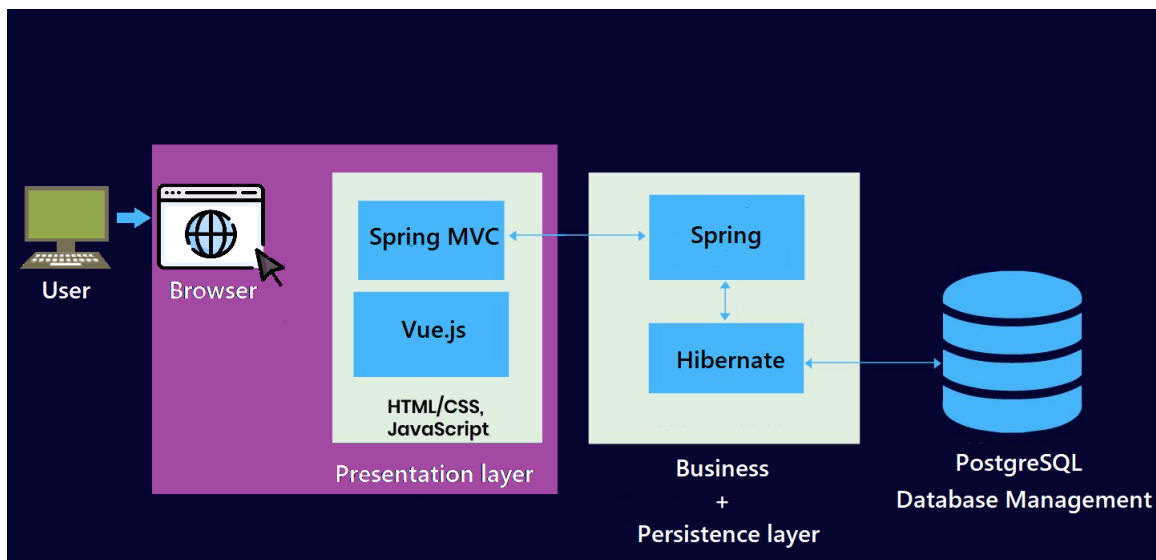 User
Browser
Spring MVC
Vue.js
HTML/CSS,
JavaScript
Presentation layer
Spring
Hibernate
Business
+
Persistence layer
PostgreSQL
Database Management